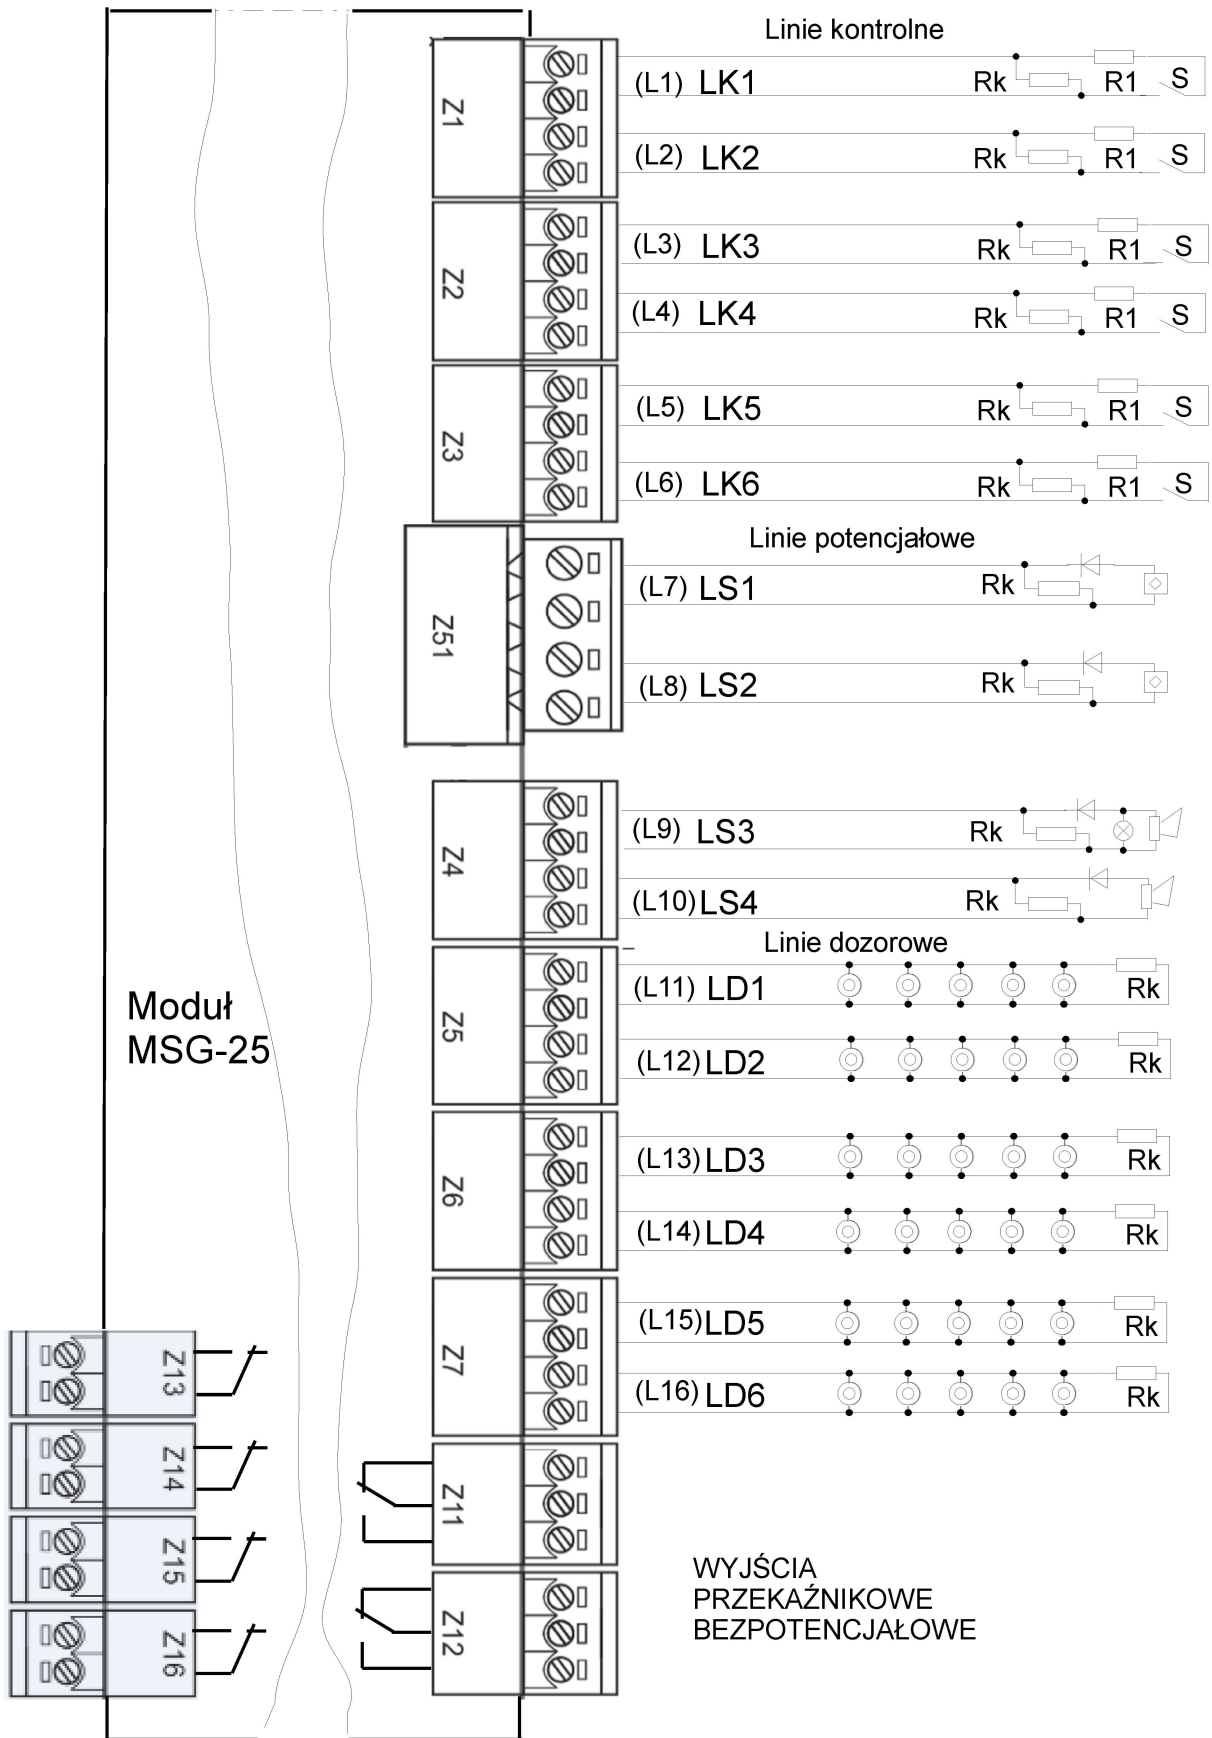 Linie kontrolne
Z1
(L1) LK1 Rk R1 S
(L2) LK2 Rk R1 S
Z2
(L3) LK3 Rk R1 S
(L4) LK4 Rk R1 S
Z3
(L5) LK5 Rk R1 S
(L6) LK6 Rk R1 S
Linie potencjałowe
Z51
(L7) LS1 Rk
(L8) LS2 Rk
Z4
(L9) LS3 Rk
(L10) LS4 Rk
Linie dozorowe
Moduł
MSG-25
Z5
(L11) LD1 Rk
(L12) LD2 Rk
Z6
(L13) LD3 Rk
(L14) LD4 Rk
Z7
(L15) LD5 Rk
(L16) LD6 Rk
Z13
Z14
Z15
Z16
Z11
Z12
WYJŚCIA
PRZEKAŹNIKOWE
BEZPOTENCJAŁOWE